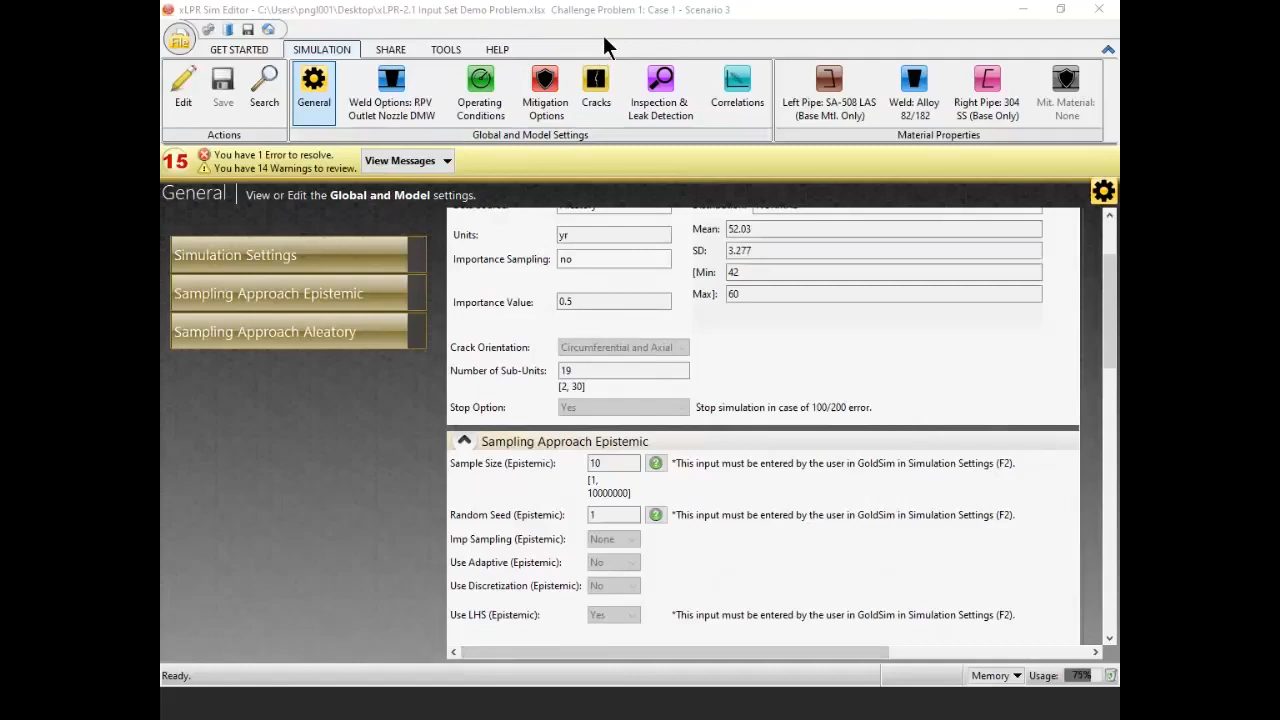 xLPR Sim Editor - C:\Users\pngl001\Desktop\xLPR-2.1 Input Set Demo Problem.xlsx Challenge Problem 1: Case 1 - Scenario 3
File
GET STARTED SIMULATION SHARE TOOLS HELP
Edit Save Search General Weld Options: RPV Outlet Nozzle DMW Operating Conditions Mitigation Options Cracks Inspection & Leak Detection Correlations Left Pipe: SA-508 LAS (Base Mtl. Only) Weld: Alloy 82/182 Right Pipe: 304 SS (Base Only) Mit. Material: None
Actions Global and Model Settings Material Properties
15 You have 1 Error to resolve.
You have 14 Warnings to review. View Messages
General View or Edit the Global and Model settings.
Simulation Settings
Sampling Approach Epistemic
Sampling Approach Aleatory
Units: yr
Importance Sampling: no
Importance Value: 0.5
Mean: 52.03
SD: 3.277
[Min: 42
Max]: 60
Crack Orientation: Circumferential and Axial
Number of Sub-Units: 19
[2, 30]
Stop Option: Yes Stop simulation in case of 100/200 error.
Sampling Approach Epistemic
Sample Size (Epistemic): 10 ? *This input must be entered by the user in GoldSim in Simulation Settings (F2).
[1,
10000000]
Random Seed (Epistemic): 1 ? *This input must be entered by the user in GoldSim in Simulation Settings (F2).
Imp Sampling (Epistemic): None
Use Adaptive (Epistemic): No
Use Discretization (Epistemic): No
Use LHS (Epistemic): Yes *This input must be entered by the user in GoldSim in Simulation Settings (F2).
Ready. Memory Usage: 75%